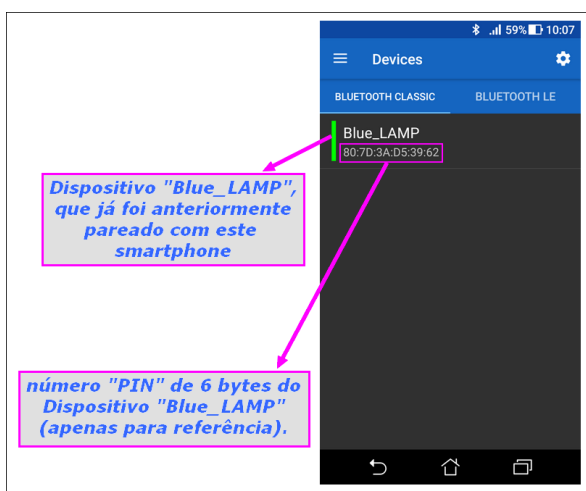 59% 10:07
Devices
BLUETOOTH CLASSIC BLUETOOTH LE
Blue_LAMP
80:7D:3A:D5:39:62
Dispositivo "Blue_LAMP",
que já foi anteriormente
pareado com este
smartphone
número "PIN" de 6 bytes do
Dispositivo "Blue_LAMP"
(apenas para referência).